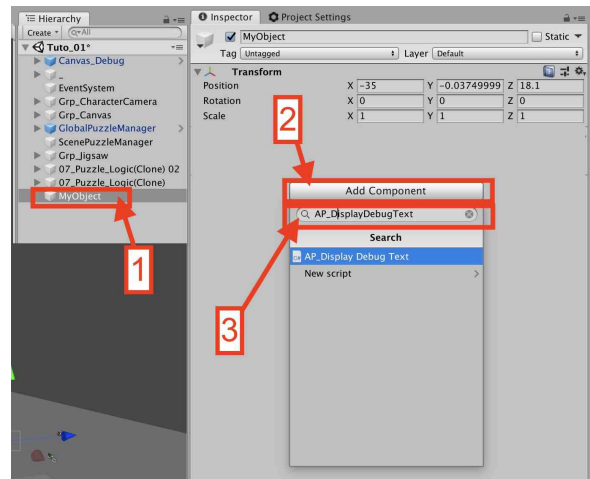 Hierarchy
Create
All
Tuto_01*
Canvas_Debug
_
EventSystem
Grp_CharacterCamera
Grp_Canvas
GlobalPuzzleManager
ScenePuzzleManager
Grp_Jigsaw
07_Puzzle_Logic(Clone) 02
07_Puzzle_Logic(Clone)
MyObject
1
Inspector Project Settings
MyObject Static
Tag Untagged Layer Default
Transform
Position X -35 Y -0.03749999 Z 18.1
Rotation X 0 Y 0 Z 0
Scale X 1 Y 1 Z 1
2
Add Component
AP_DisplayDebugText
Search
AP_Display Debug Text
New script
3